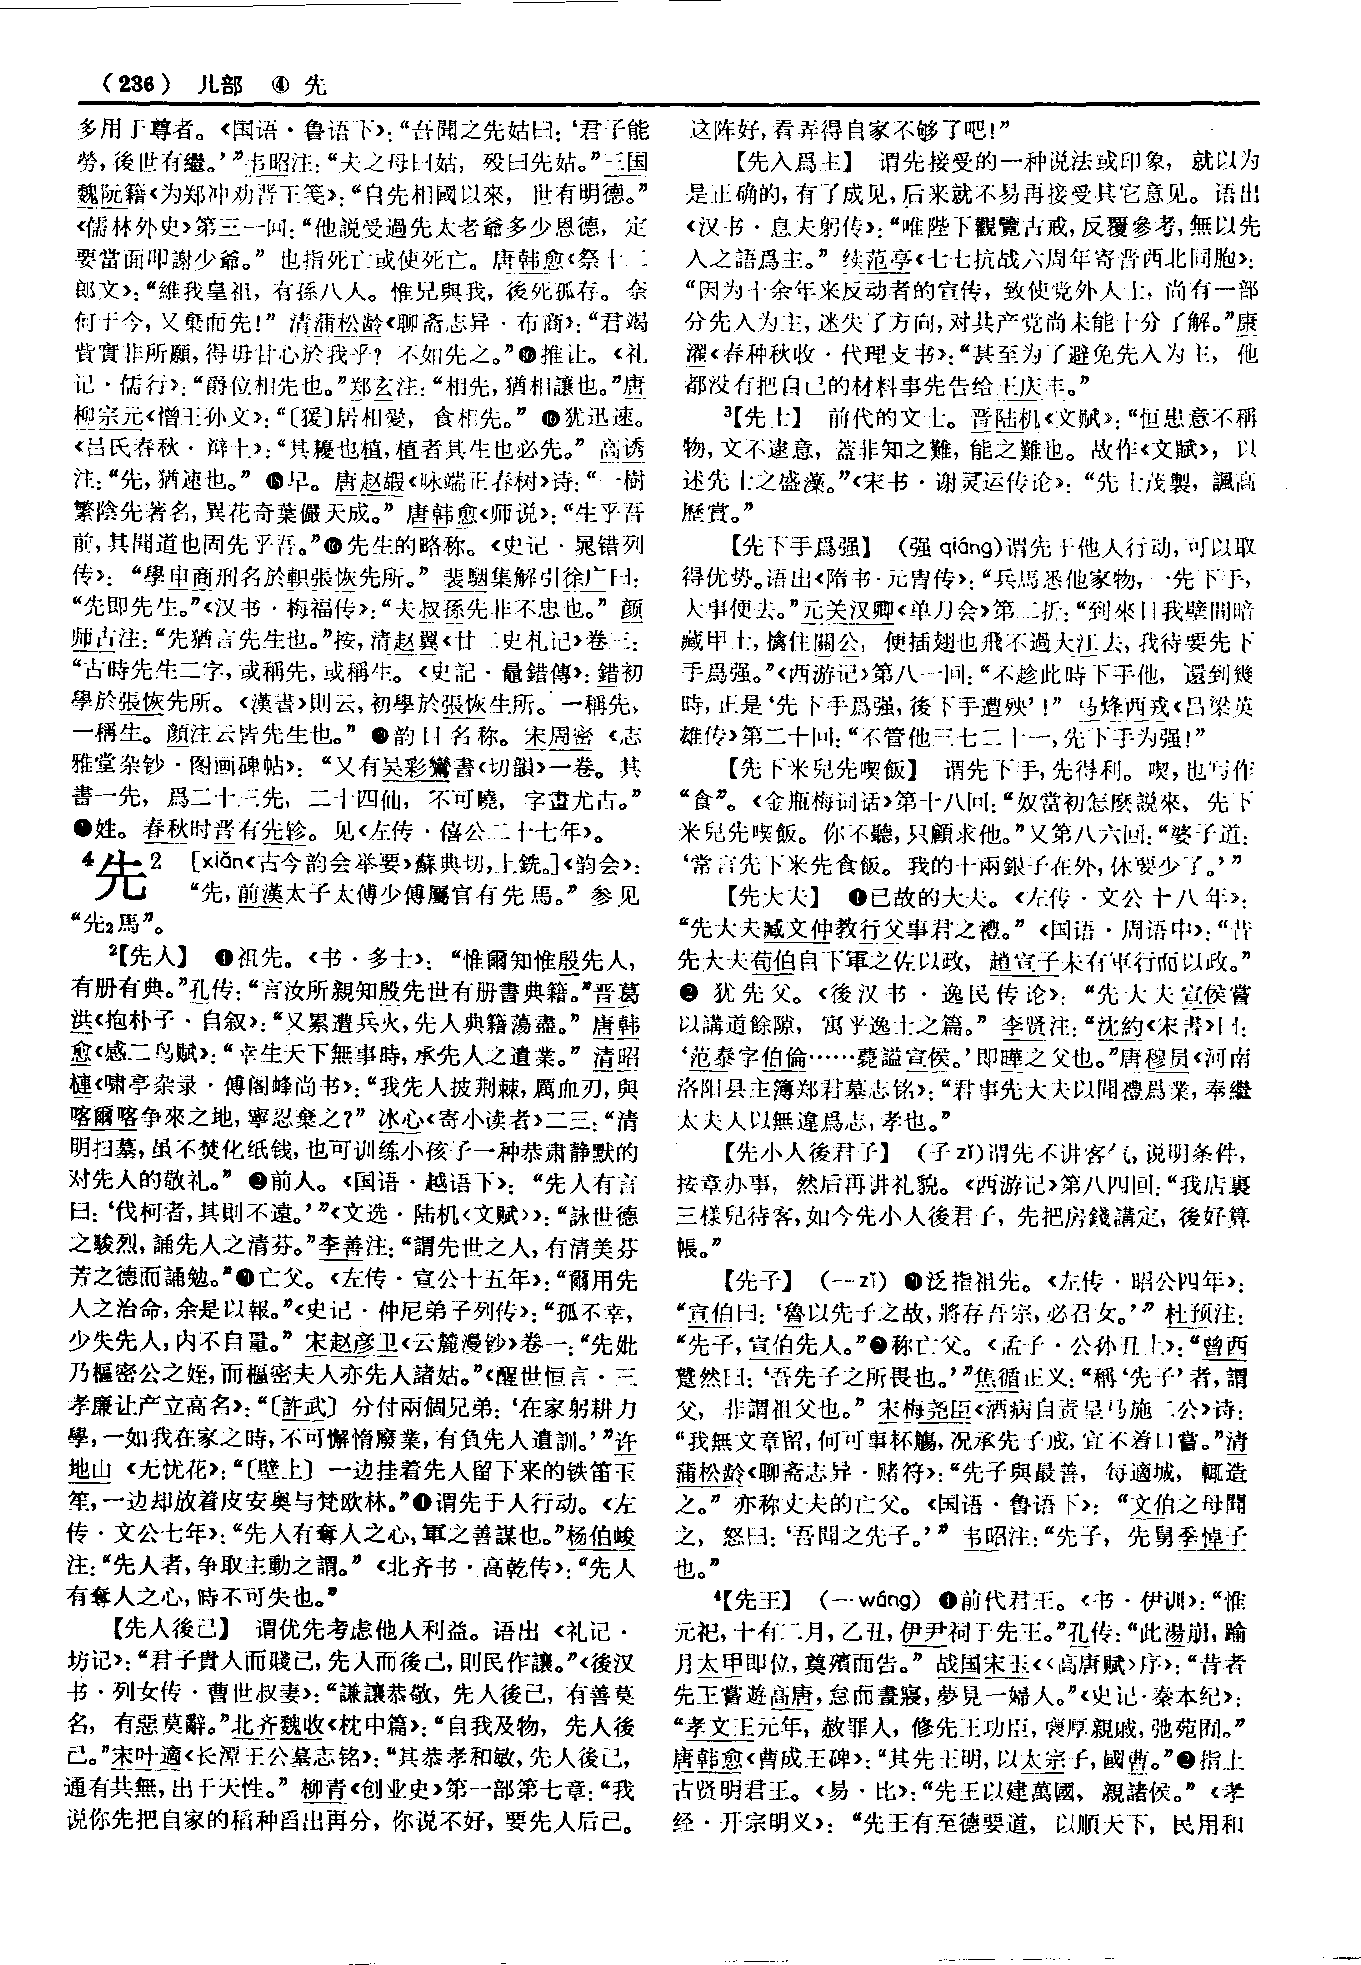 (236) 儿部 ④ 先
多用于尊者。《国语·鲁语下》：“吾聞之先姑曰：‘君子能
勞，後世有繼。’”韦昭注：“夫之母曰姑，殁曰先姑。”三国
魏阮籍《为郑冲劝晋王笺》：“自先相國以來，世有明德。”
《儒林外史》第三一回：“他説受過先太老爺多少恩德，定
要當面叩謝少爺。”也指死亡或使死亡。唐韩愈《祭十二
郎文》：“維我皇祖，有孫八人。惟兄與我，後死孤存。奈
何于今，又棄而先！”清蒲松龄《聊斋志异·布商》：“君竭
貲實非所願，得毋甘心於我乎？不如先之。”⓭推让。《礼
记·儒行》：“爵位相先也。”郑玄注：“相先，猶相讓也。”唐
柳宗元《憎王孙文》：“〔猨〕居相愛，食相先。”⓮犹迅速。
《吕氏春秋·辩土》：“其耰也植，植者其生也必先。”高诱
注：“先，猶速也。”⓯早。唐赵嘏《咏端正春树》诗：“一樹
繁陰先著名，異花奇葉儼天成。”唐韩愈《师说》：“生乎吾
前，其聞道也固先乎吾。”⓰先生的略称。《史记·晁错列
传》：“學申商刑名於軹張恢先所。”裴駰集解引徐广曰：
“先即先生。”《汉书·梅福传》：“夫叔孫先非不忠也。”颜
师古注：“先猶言先生也。”按，清赵翼《廿二史札记》卷三：
“古時先生二字，或稱先，或稱生。《史記·鼂錯傳》：錯初
學於張恢先所。《漢書》則云，初學於張恢生所。一稱先，
一稱生。顔注云皆先生也。”⓱韵目名称。宋周密《志
雅堂杂钞·图画碑帖》：“又有吴彩鸞書《切韻》一卷。其
書一先，爲二十三先，二十四仙，不可曉，字畫尤古。”
⓲姓。春秋时晋有先轸。见《左传·僖公二十七年》。
4先2 [xiǎn《古今韵会举要》蘇典切，上銑。]《韵会》：
“先，前漢太子太傅少傅屬官有先馬。”参见
“先2馬”。
2【先人】 ❶祖先。《书·多士》：“惟爾知惟殷先人，
有册有典。”孔传：“言汝所親知殷先世有册書典籍。”晋葛
洪《抱朴子·自叙》：“又累遭兵火，先人典籍蕩盡。”唐韩
愈《感二鸟赋》：“幸生天下無事時，承先人之遺業。”清昭
槤《啸亭杂录·傅阁峰尚书》：“我先人披荆棘，厲血刃，與
喀爾喀争來之地，寧忍棄之？”冰心《寄小读者》二三：“清
明扫墓，虽不焚化纸钱，也可训练小孩子一种恭肃静默的
对先人的敬礼。”❷前人。《国语·越语下》：“先人有言
曰：‘伐柯者，其則不遠。’”《文选·陆机〈文赋〉》：“詠世德
之駿烈，誦先人之清芬。”李善注：“謂先世之人，有清美芬
芳之德而誦勉。”❸亡父。《左传·宣公十五年》：“爾用先
人之治命，余是以報。”《史记·仲尼弟子列传》：“孤不幸，
少失先人，内不自量。”宋赵彦卫《云麓漫钞》卷一：“先妣
乃樞密公之姪，而樞密夫人亦先人諸姑。”《醒世恒言·三
孝廉让产立高名》：“〔許武〕分付兩個兄弟：‘在家躬耕力
學，一如我在家之時，不可懈惰廢業，有負先人遺訓。’”许
地山《无忧花》：“〔壁上〕一边挂着先人留下来的铁笛玉
笙，一边却放着皮安奥与梵欧林。”❹谓先于人行动。《左
传·文公七年》：“先人有奪人之心，軍之善謀也。”杨伯峻
注：“先人者，争取主動之謂。”《北齐书·高乾传》：“先人
有奪人之心，時不可失也。”
【先人後己】 谓优先考虑他人利益。语出《礼记·
坊记》：“君子貴人而賤己，先人而後己，則民作讓。”《後汉
书·列女传·曹世叔妻》：“謙讓恭敬，先人後己，有善莫
名，有惡莫辭。”北齐魏收《枕中篇》：“自我及物，先人後
己。”宋叶適《长潭王公墓志铭》：“其恭孝和敏，先人後己，
通有共無，出于天性。”柳青《创业史》第一部第七章：“我
说你先把自家的稻种舀出再分，你说不好，要先人后己。
这阵好，看弄得自家不够了吧！”
【先入爲主】 谓先接受的一种说法或印象，就以为
是正确的，有了成见，后来就不易再接受其它意见。语出
《汉书·息夫躬传》：“唯陛下觀覽古戒，反覆參考，無以先
入之語爲主。”续范亭《七七抗战六周年寄晋西北同胞》：
“因为十余年来反动者的宣传，致使党外人士，尚有一部
分先入为主，迷失了方向，对共产党尚未能十分了解。”康
濯《春种秋收·代理支书》：“甚至为了避免先入为主，他
都没有把自己的材料事先告给王庆丰。”
3【先士】 前代的文士。晋陆机《文赋》：“恒患意不稱
物，文不逮意，蓋非知之難，能之難也。故作《文賦》，以
述先士之盛藻。”《宋书·谢灵运传论》：“先士茂製，諷高
歷賞。”
【先下手爲强】 （强 qiáng）谓先于他人行动，可以取
得优势。语出《隋书·元胄传》：“兵馬悉他家物，一先下手，
大事便去。”元关汉卿《单刀会》第二折：“到來日我壁間暗
藏甲士，擒住關公，便插翅也飛不過大江去，我待要先下
手爲强。”《西游记》第八一回：“不趁此時下手他，還到幾
時，正是‘先下手爲强，後下手遭殃’！”马烽西戎《吕梁英
雄传》第二十回：“不管他三七二十一，先下手为强！”
【先下米兒先喫飯】 谓先下手，先得利。喫，也写作
“食”。《金瓶梅词话》第十八回：“奴當初怎麽説來，先下
米兒先喫飯。你不聽，只顧求他。”又第八六回：“婆子道：
‘常言先下米先食飯。我的十兩銀子在外，休要少了。’”
【先大夫】 ❶已故的大夫。《左传·文公十八年》：
“先大夫臧文仲教行父事君之禮。”《国语·周语中》：“昔
先大夫荀伯自下軍之佐以政，趙宣子未有軍行而以政。”
❷犹先父。《後汉书·逸民传论》：“先大夫宣侯嘗
以講道餘隙，寓乎逸士之篇。”李贤注：“沈約《宋書》曰：
‘范泰字伯倫……薨謚宣侯。’即曄之父也。”唐穆员《河南
洛阳县主簿郑君墓志铭》：“君事先大夫以聞禮爲業，奉繼
太夫人以無違爲志，孝也。”
【先小人後君子】 （子 zǐ）谓先不讲客气，说明条件，
按章办事，然后再讲礼貌。《西游记》第八四回：“我店裏
三樣兒待客，如今先小人後君子，先把房錢講定，後好算
帳。”
【先子】 （一zǐ） ❶泛指祖先。《左传·昭公四年》：
“宣伯曰：‘魯以先子之故，將存吾宗，必召女。’”杜预注：
“先子，宣伯先人。”❷称亡父。《孟子·公孙丑上》：“曾西
蹵然曰：‘吾先子之所畏也。’”焦循正义：“稱‘先子’者，謂
父，非謂祖父也。”宋梅尧臣《酒病自责呈马施二公》诗：
“我無文章留，何可事杯觴，况承先子戒，宜不着口嘗。”清
蒲松龄《聊斋志异·赌符》：“先子與最善，每適城，輒造
之。”亦称丈夫的亡父。《国语·鲁语下》：“文伯之母聞
之，怒曰：‘吾聞之先子。’”韦昭注：“先子，先舅季悼子
也。”
4【先王】 （一wáng） ❶前代君王。《书·伊训》：“惟
元祀，十有二月，乙丑，伊尹祠于先王。”孔传：“此湯崩，踰
月太甲即位，奠殯而告。”战国宋玉《〈高唐赋〉序》：“昔者
先王嘗遊高唐，怠而晝寢，夢見一婦人。”《史记·秦本纪》：
“孝文王元年，赦罪人，修先王功臣，褒厚親戚，弛苑囿。”
唐韩愈《曹成王碑》：“其先王明，以太宗子，國曹。”❷指上
古贤明君王。《易·比》：“先王以建萬國，親諸侯。”《孝
经·开宗明义》：“先王有至德要道，以順天下，民用和